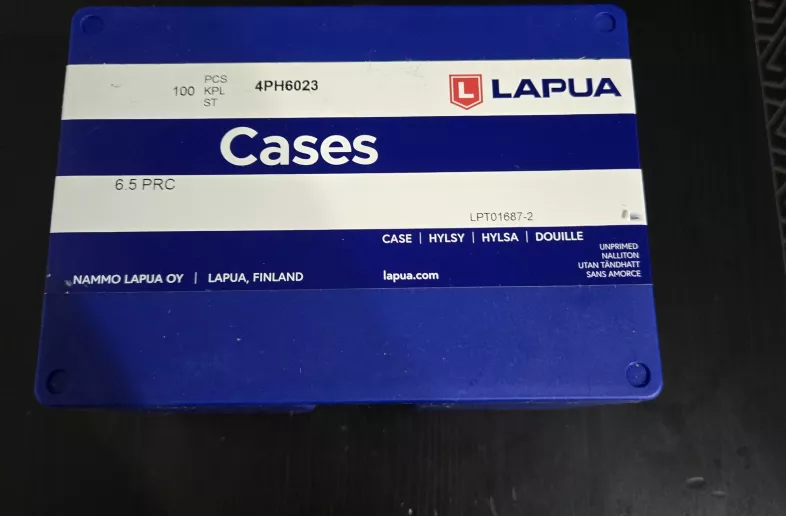 100 PCS 4PH6023
KPL
ST
L LAPUA
Cases
6.5 PRC
LPT01687-2
CASE | HYLSY | HYLSA | DOUILLE
UNPRIMED
NALLITON
UTAN TÄNDHATT
SANS AMORCE
NAMMO LAPUA OY | LAPUA, FINLAND
lapua.com